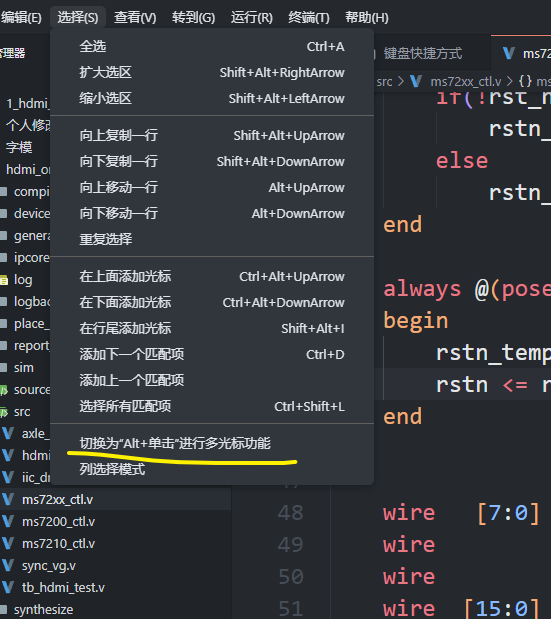 编辑(E) 选择(S) 查看(V) 转到(G) 运行(R) 终端(T) 帮助(H)
管理器
键盘快捷方式
ms72
src > ms72xx_ctl.v > {} ms
全选 Ctrl+A
扩大选区 Shift+Alt+RightArrow
缩小选区 Shift+Alt+LeftArrow
向上复制一行 Shift+Alt+UpArrow
向下复制一行 Shift+Alt+DownArrow
向上移动一行 Alt+UpArrow
向下移动一行 Alt+DownArrow
重复选择
在上面添加光标 Ctrl+Alt+UpArrow
在下面添加光标 Ctrl+Alt+DownArrow
在行尾添加光标 Shift+Alt+I
添加下一个匹配项 Ctrl+D
添加上一个匹配项
选择所有匹配项 Ctrl+Shift+L
切换为“Alt+单击”进行多光标功能
列选择模式
1_hdmi_
个人修改
字模
hdmi_o
compi
device
genera
ipcore
log
logbac
place_
report_
sim
source
src
axle_
hdmi
iic_dr
ms72xx_ctl.v
ms7200_ctl.v
ms7210_ctl.v
sync_vg.v
tb_hdmi_test.v
synthesize
if(!rst_n
rstn_
else
rstn_
end
always @(pose
begin
rstn_temp
rstn <= r
end
48 wire [7:0]
49 wire
50 wire
51 wire [15:0]